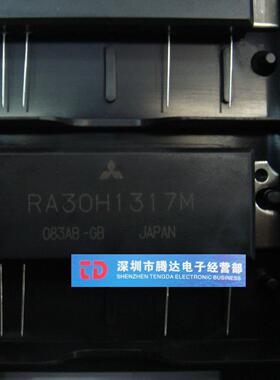 RA30H1317M
083AB-GB JAPAN
TD
深圳市腾达电子经营部
SHENZHEN TENGDA ELECTRONIC BUSINESS